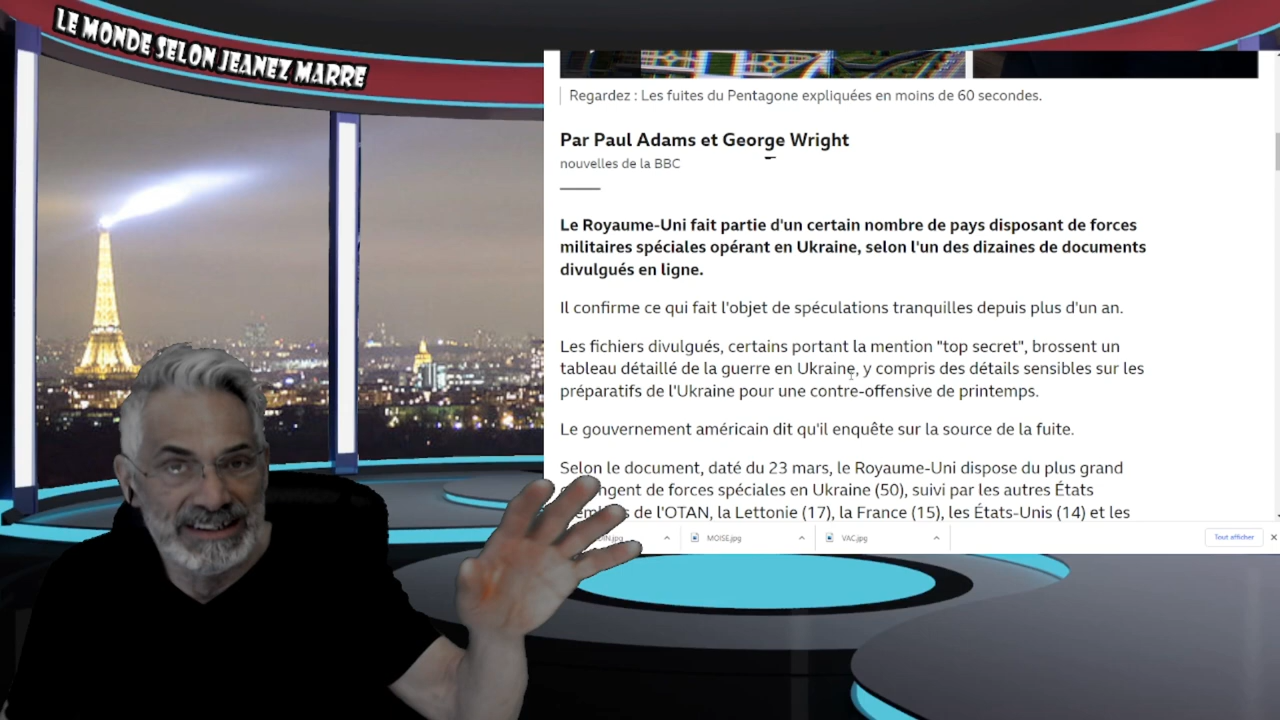 LE MONDE SELON JEANEZ MARRE
Regardez : Les fuites du Pentagone expliquées en moins de 60 secondes.
Par Paul Adams et George Wright
nouvelles de la BBC
Le Royaume-Uni fait partie d'un certain nombre de pays disposant de forces
militaires spéciales opérant en Ukraine, selon l'un des dizaines de documents
divulgués en ligne.
Il confirme ce qui fait l'objet de spéculations tranquilles depuis plus d'un an.
Les fichiers divulgués, certains portant la mention "top secret", brossent un
tableau détaillé de la guerre en Ukraine, y compris des détails sensibles sur les
préparatifs de l'Ukraine pour une contre-offensive de printemps.
Le gouvernement américain dit qu'il enquête sur la source de la fuite.
Selon le document, daté du 23 mars, le Royaume-Uni dispose du plus grand
de forces spéciales en Ukraine (50), suivi par les autres États
de l'OTAN, la Lettonie (17), la France (15), les États-Unis (14) et les
MOISE.jpg
VAC.jpg
Tout afficher